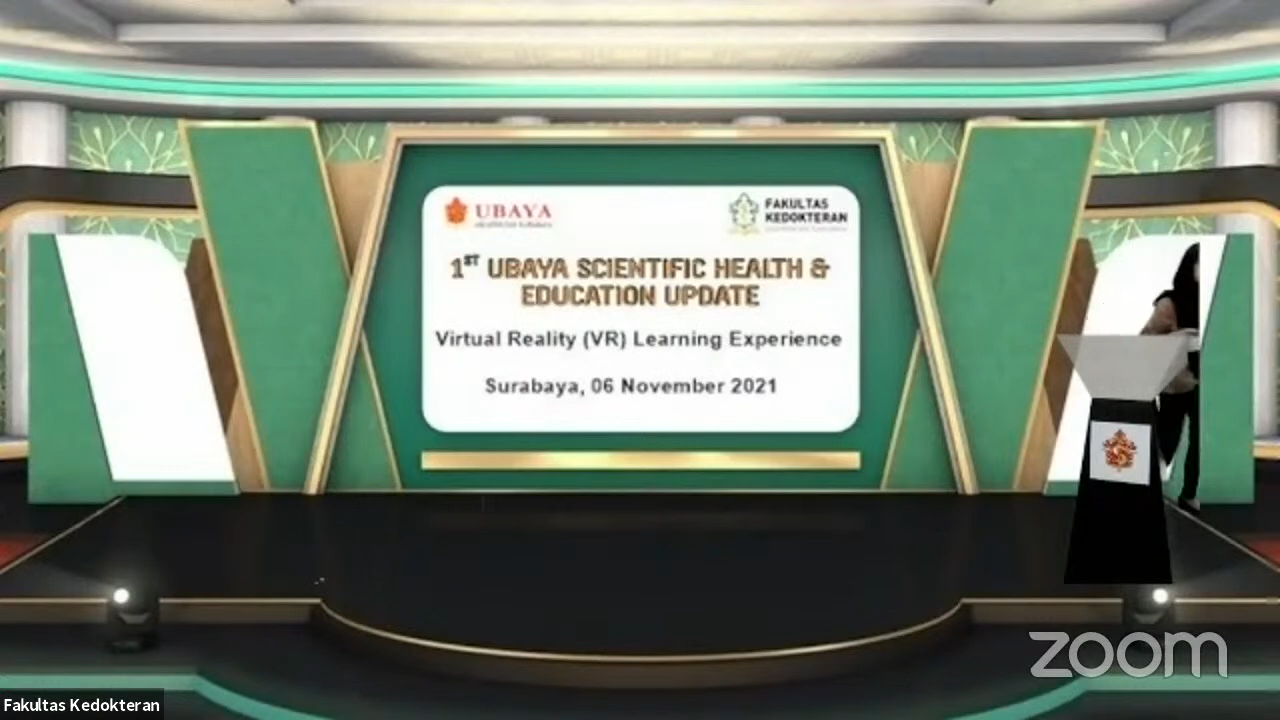 UBAYA
FAKULTAS
KEDOKTERAN
1ST UBAYA SCIENTIFIC HEALTH &
EDUCATION UPDATE
Virtual Reality (VR) Learning Experience
Surabaya, 06 November 2021
zoom
Fakultas Kedokteran